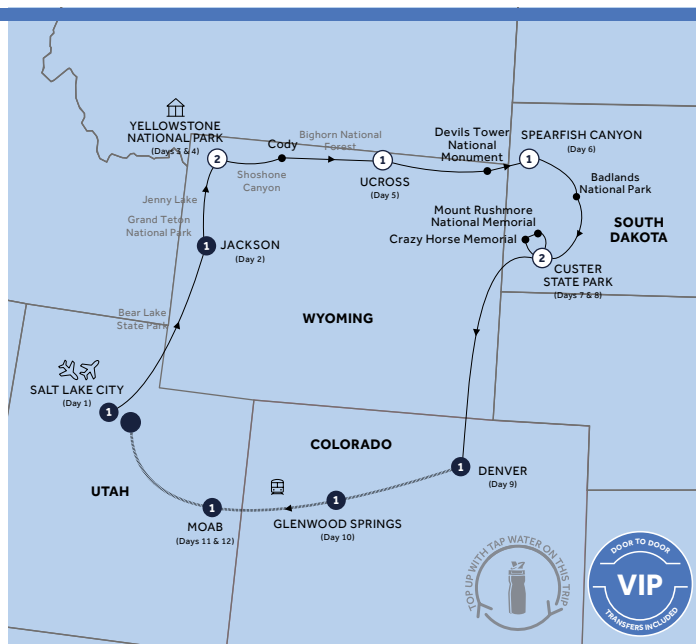 YELLOWSTONE
NATIONAL PARK
(Days 3 & 4)
2
Cody
Bighorn National
Forest
Shoshone
Canyon
1
UCROSS
(Day 5)
Devils Tower
National
Monument
1
SPEARFISH CANYON
(Day 6)
Badlands
National Park
SOUTH
DAKOTA
Mount Rushmore
National Memorial
Crazy Horse Memorial
2
CUSTER
STATE PARK
(Days 7 & 8)
Jenny Lake
Grand Teton
National Park
1
JACKSON
(Day 2)
Bear Lake
State Park
WYOMING
SALT LAKE CITY
(Day 1)
1
COLORADO
UTAH
1
DENVER
(Day 9)
1
GLENWOOD SPRINGS
(Day 10)
1
MOAB
(Days 11 & 12)
TOP UP WITH TAP WATER ON THIS TRIP
DOOR TO DOOR
VIP
TRANSFERS INCLUDED